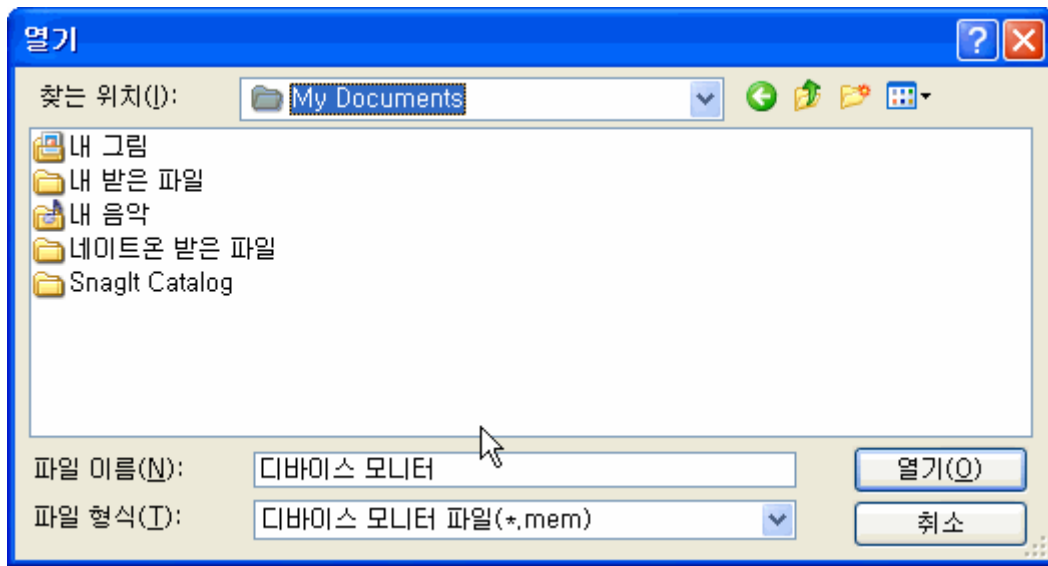 열기
찾는 위치(I):
My Documents
내 그림
내 받은 파일
내 음악
네이트온 받은 파일
SnagIt Catalog
파일 이름(N):
디바이스 모니터
열기(O)
파일 형식(T):
디바이스 모니터 파일(*,mem)
취소